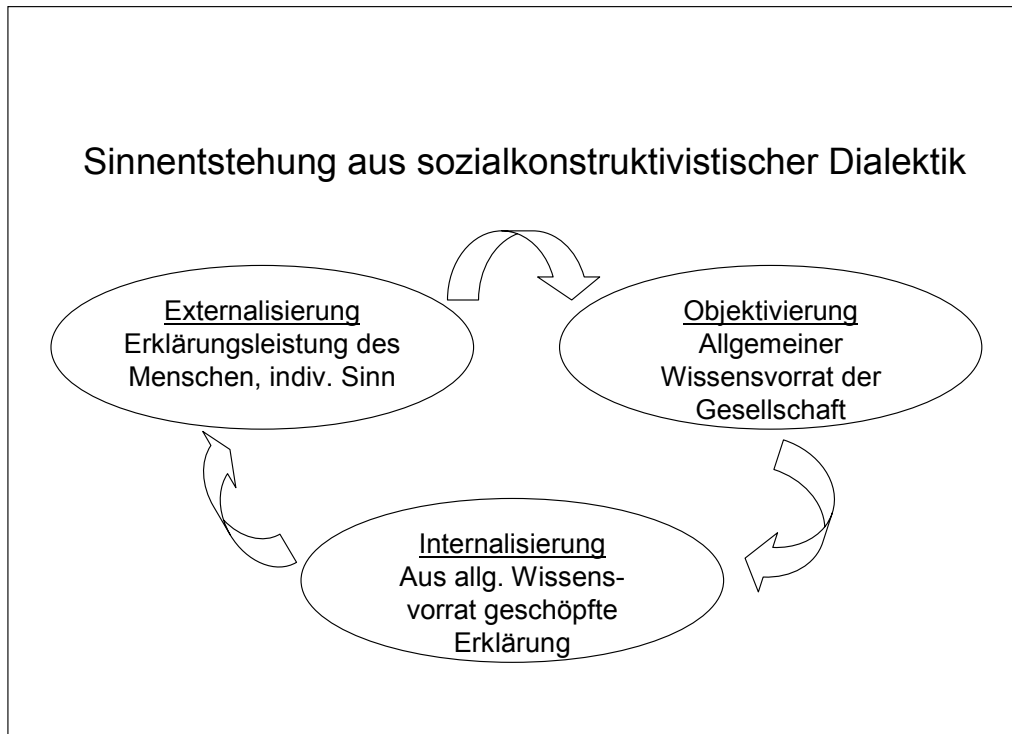 Sinnentstehung aus sozialkonstruktivistischer Dialektik
Externalisierung
Erklärungsleistung des
Menschen, indiv. Sinn
Objektivierung
Allgemeiner
Wissensvorrat der
Gesellschaft
Internalisierung
Aus allg. Wissens-
vorrat geschöpfte
Erklärung